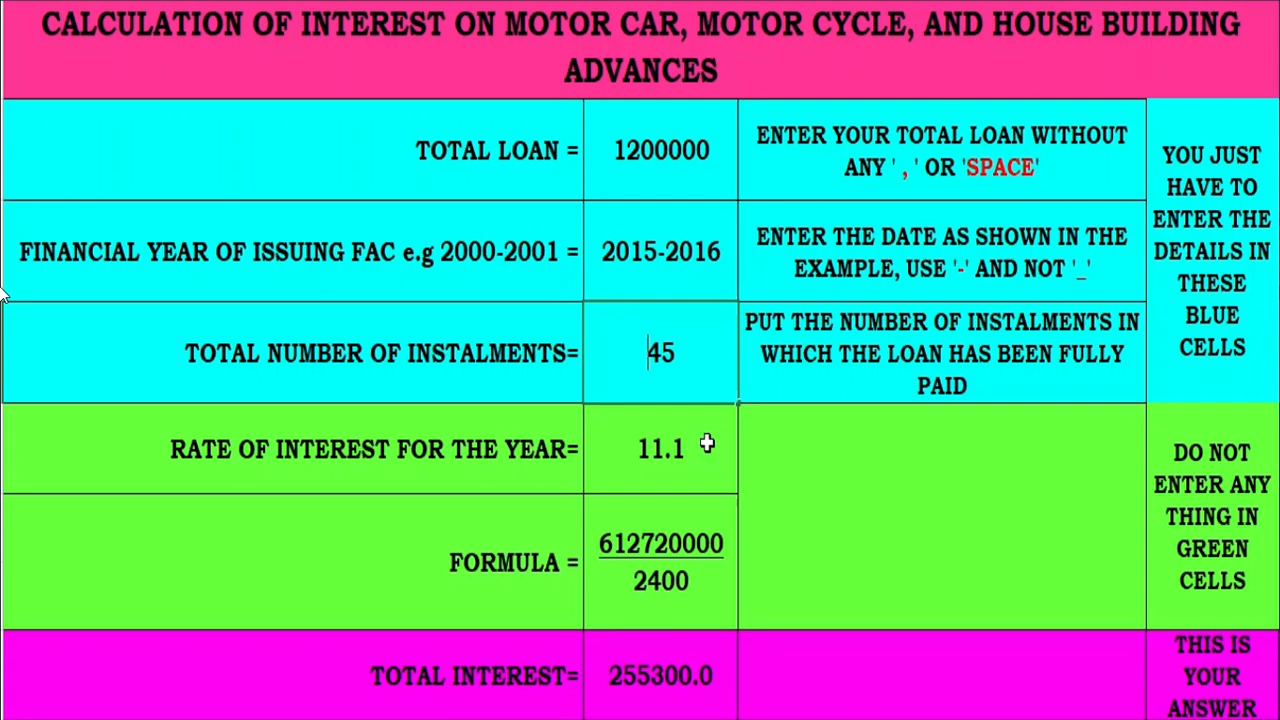 CALCULATION OF INTEREST ON MOTOR CAR, MOTOR CYCLE, AND HOUSE BUILDING
ADVANCES
TOTAL LOAN =
1200000
ENTER YOUR TOTAL LOAN WITHOUT
ANY ' , ' OR 'SPACE'
FINANCIAL YEAR OF ISSUING FAC e.g 2000-2001 =
2015-2016
ENTER THE DATE AS SHOWN IN THE
EXAMPLE, USE '-' AND NOT '_'
TOTAL NUMBER OF INSTALMENTS=
45
PUT THE NUMBER OF INSTALMENTS IN
WHICH THE LOAN HAS BEEN FULLY
PAID
YOU JUST
HAVE TO
ENTER THE
DETAILS IN
THESE
BLUE
CELLS
RATE OF INTEREST FOR THE YEAR=
11.1
FORMULA =
612720000
2400
DO NOT
ENTER ANY
THING IN
GREEN
CELLS
TOTAL INTEREST=
255300.0
THIS IS
YOUR
ANSWER